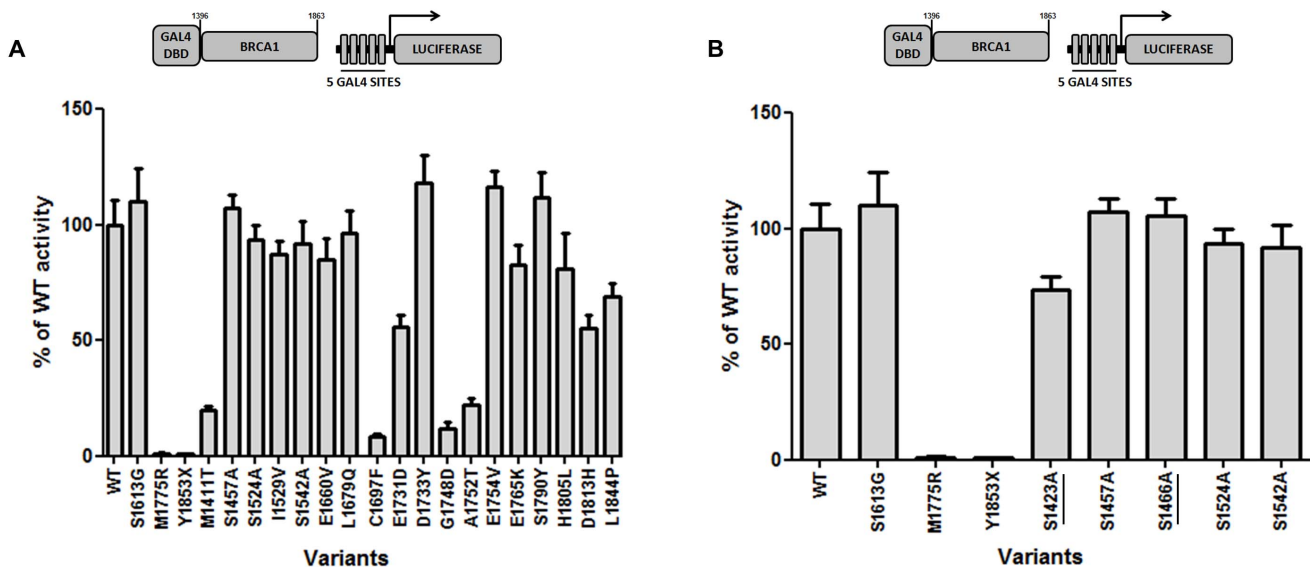 A
1396
1863
GAL4
DBD
BRCA1
LUCIFERASE
5 GAL4 SITES
% of WT activity
150
100
50
0
WT
S1613G
M1775R
Y1853X
M1411T
S1457A
S1524A
I1529V
S1542A
E1660V
L1679Q
C1697F
E1731D
D1733Y
G1748D
A1752T
E1754V
E1765K
S1790Y
H1805L
D1813H
L1844P
Variants
B
1396
1863
GAL4
DBD
BRCA1
LUCIFERASE
5 GAL4 SITES
% of WT activity
150
100
50
0
WT
S1613G
M1775R
Y1853X
S1423A
S1457A
S1466A
S1524A
S1542A
Variants